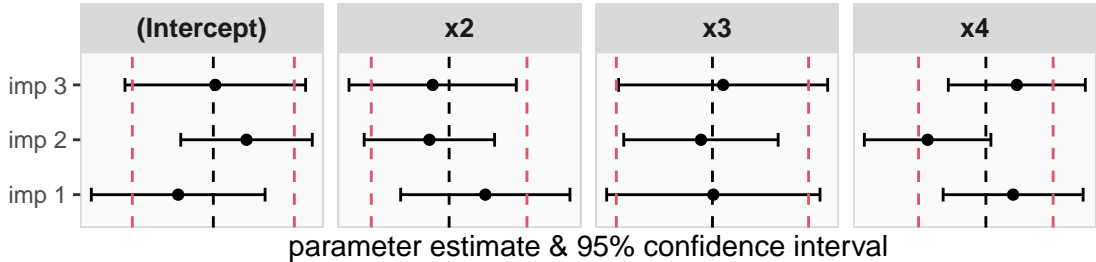 (Intercept) x2 x3 x4
imp 3
imp 2
imp 1
parameter estimate & 95% confidence interval